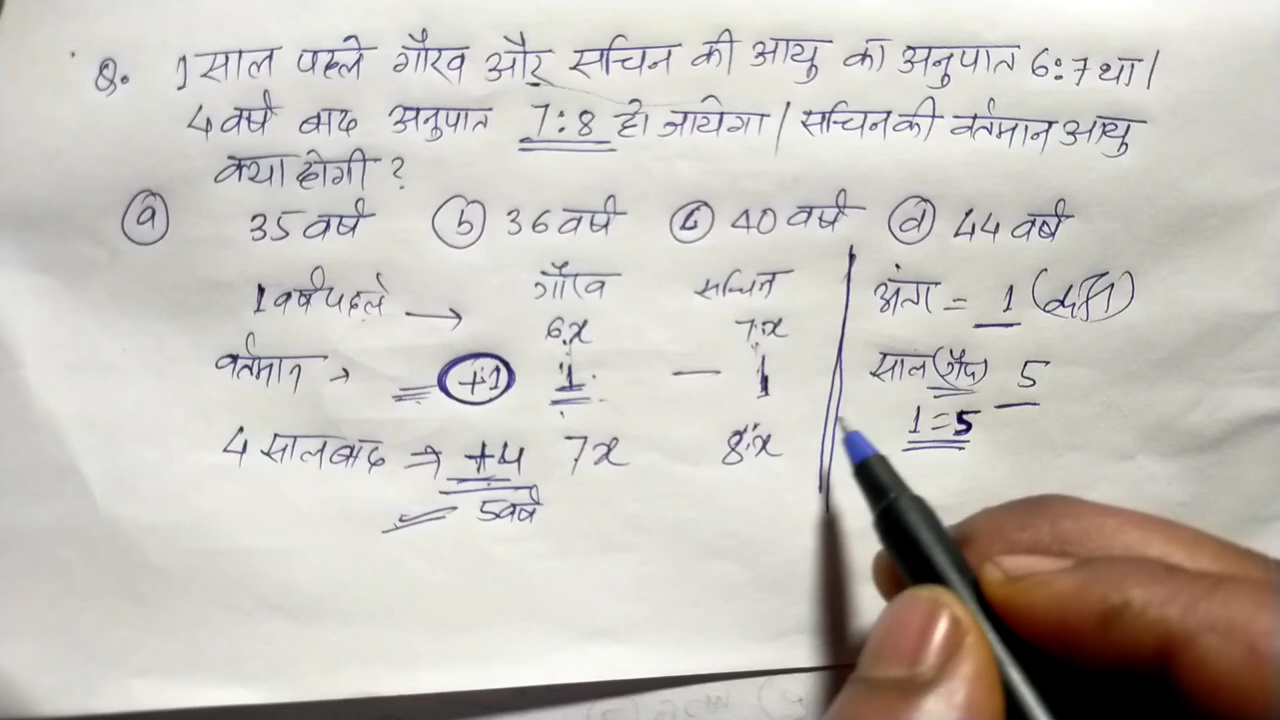 Q. 1 साल पहले गौरव और सचिन की आयु का अनुपात 6:7 था|
4 वर्ष बाद अनुपात 7:8 हो जायेगा| सचिन की वर्तमान आयु
क्या होगी?
(a) 35 वर्ष (b) 36 वर्ष (c) 40 वर्ष (d) 44 वर्ष
गौरव सचिन
1 वर्ष पहले → 6x 7x
वर्तमान → +1 1 — 1
4 साल बाद → +4 7x 8x
5 वर्ष
अंतर = 1
साल (गैप) 5
1=5